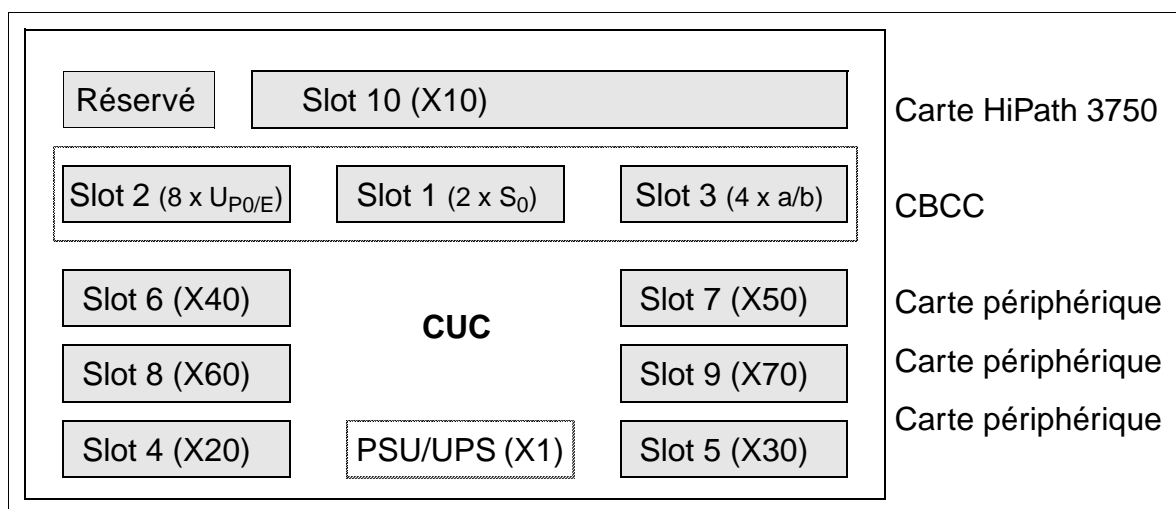 Réservé Slot 10 (X10) Carte HiPath 3750
Slot 2 (8 x UP0/E) Slot 1 (2 x S0) Slot 3 (4 x a/b) CBCC
Slot 6 (X40) Slot 7 (X50) Carte périphérique
CUC
Slot 8 (X60) Slot 9 (X70) Carte périphérique
Slot 4 (X20) PSU/UPS (X1) Slot 5 (X30) Carte périphérique